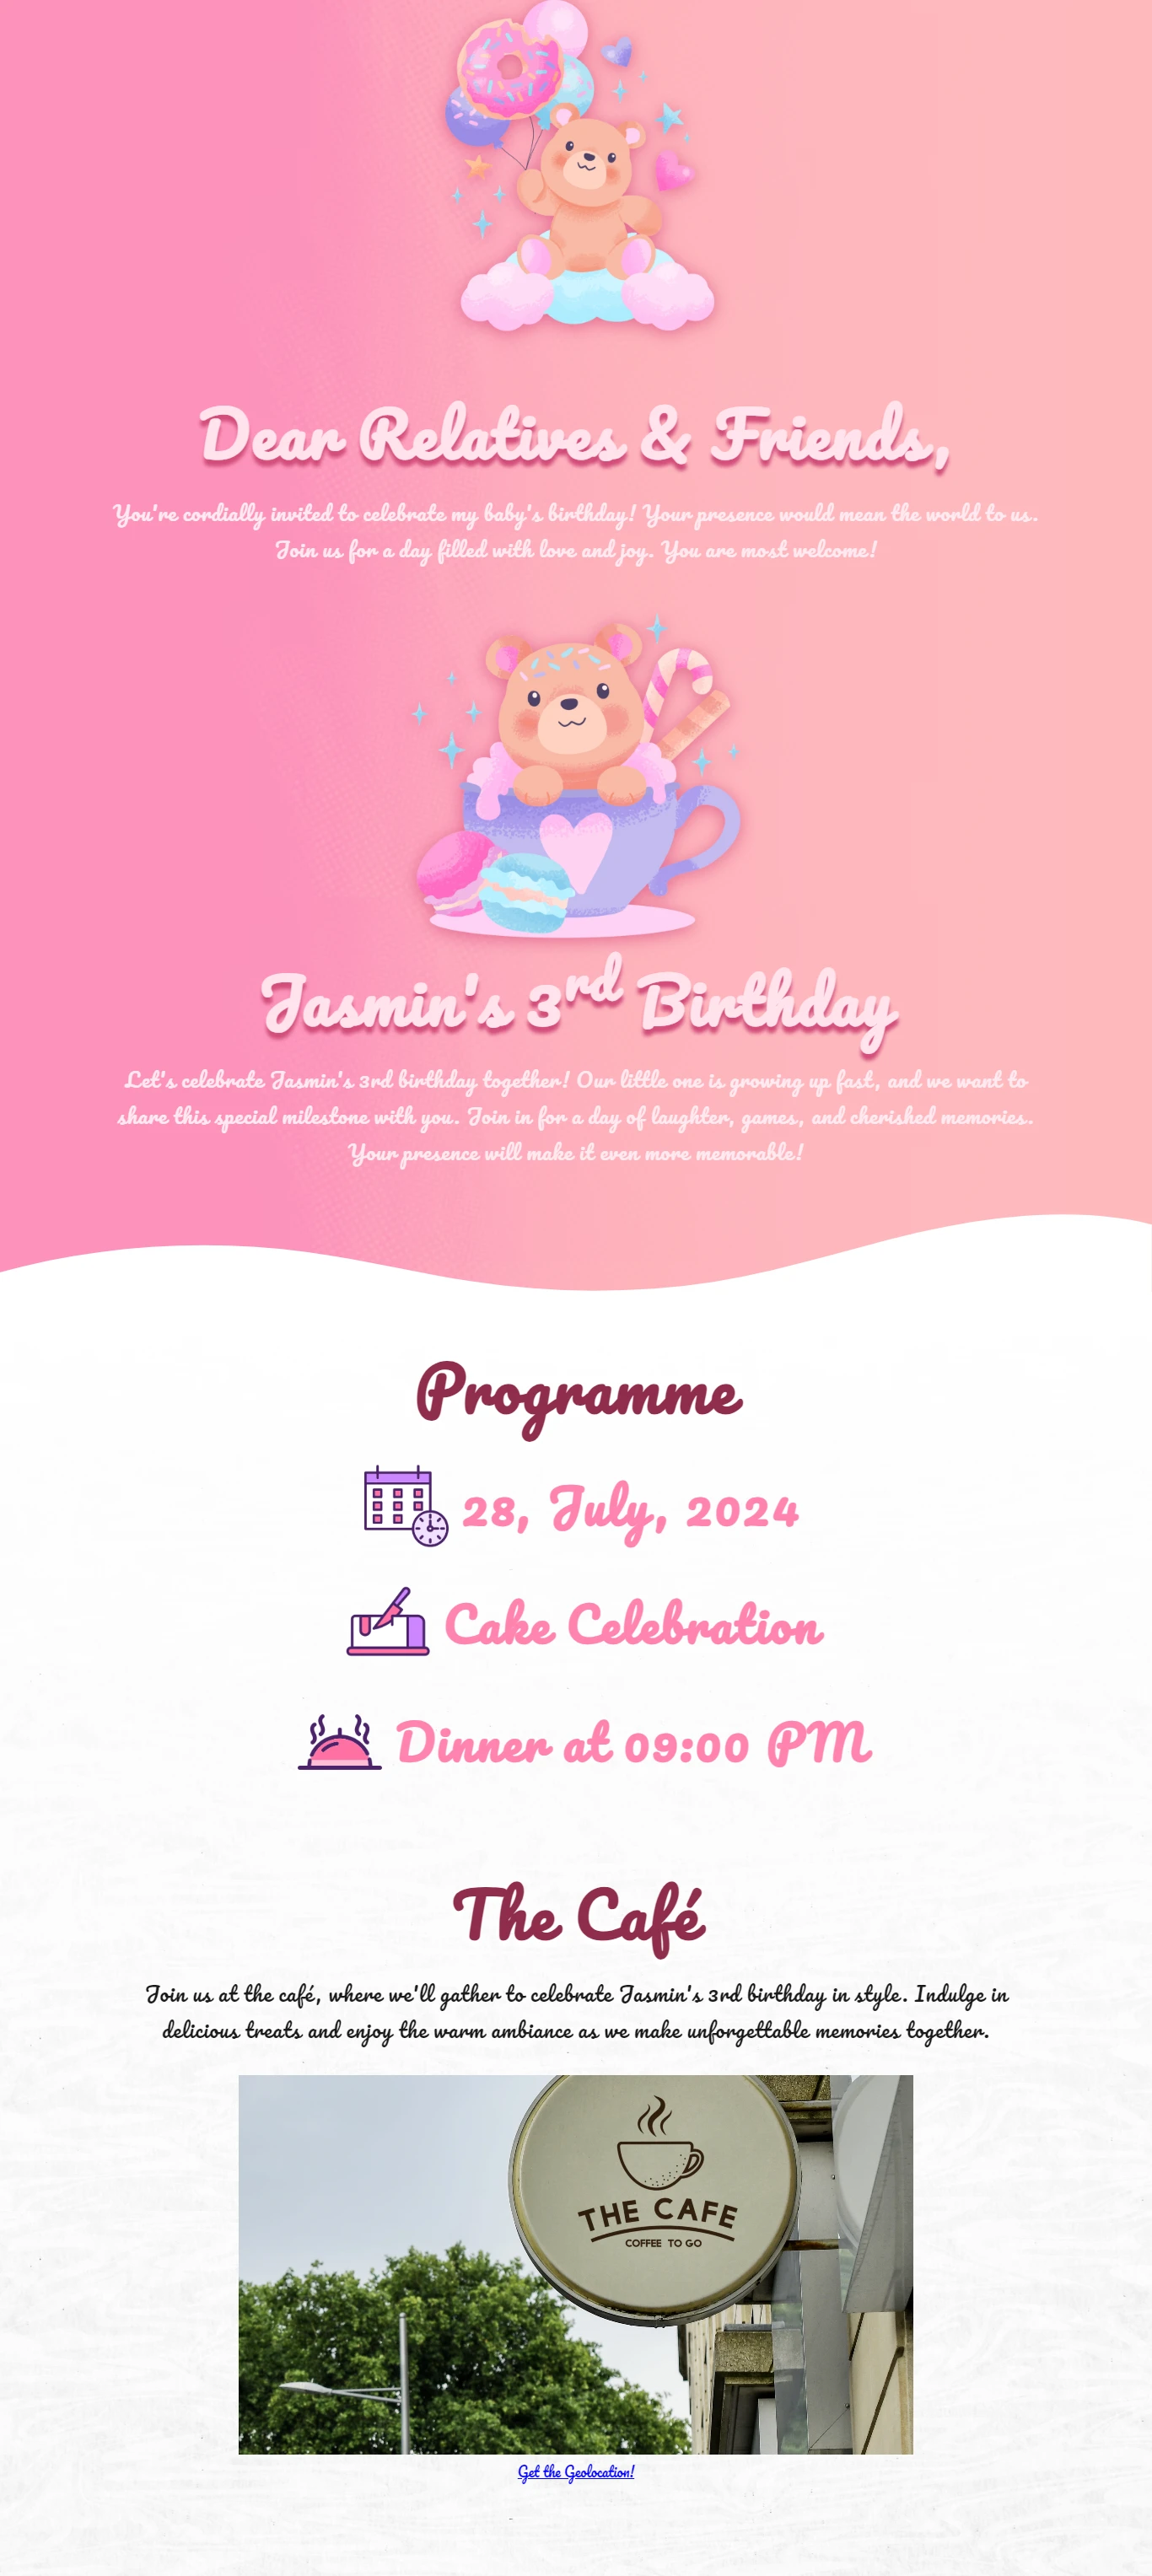 Dear Relatives & Friends,
You're cordially invited to celebrate my baby's birthday! Your presence would mean the world to us.
Join us for a day filled with love and joy. You are most welcome!
Jasmin's 3rd Birthday
Let's celebrate Jasmin's 3rd birthday together! Our little one is growing up fast, and we want to
share this special milestone with you. Join in for a day of laughter, games, and cherished memories.
Your presence will make it even more memorable!
Programme
28, July, 2024
Cake Celebration
Dinner at 09:00 PM
The Café
Join us at the café, where we'll gather to celebrate Jasmin's 3rd birthday in style. Indulge in
delicious treats and enjoy the warm ambiance as we make unforgettable memories together.
THE CAFE
COFFEE TO GO
Get the Geolocation!